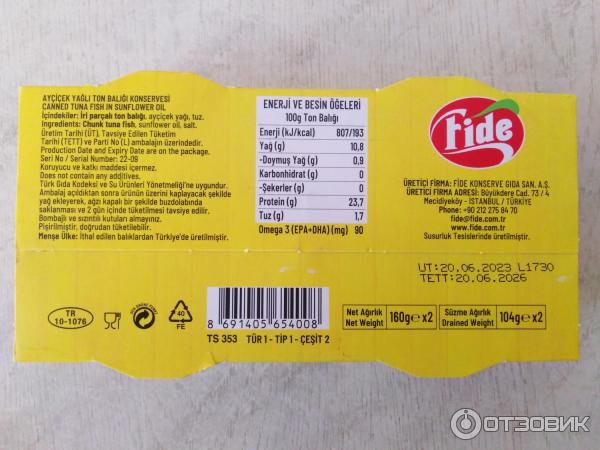 AYÇİÇEK YAĞLI TON BALIĞI KONSERVESİ
CANNED TUNA FISH IN SUNFLOWER OIL
İçindekiler: İri parçalı ton balığı, ayçiçek yağı, tuz.
Ingredients: Chunk tuna fish, sunflower oil, salt.
Üretim Tarihi (ÜT), Tavsiye Edilen Tüketim
Tarihi (TETT) ve Parti No (L) ambalajın üzerindedir.
Production Date and Expiry Date are on the package.
Seri No / Serial Number: 22-09
Koruyucu ve katkı maddesi içermez.
Does not contain any additives.
Türk Gıda Kodeksi ve Su Ürünleri Yönetmeliği'ne uygundur.
Ambalaj açıldıktan sonra ürünün üzerini kaplayacak şekilde
yağ ekleyerek, ağzı kapalı bir şekilde buzdolabında
saklanması ve 2 gün içinde tüketilmesi tavsiye edilir.
Bombajlı ve sızıntılı kutuları almayınız.
Pişirilmiştir, doğrudan tüketilebilir.
Menşe Ülke: İthal edilen balıklardan Türkiye'de üretilmiştir.
ENERJİ VE BESİN ÖĞELERİ
100g Ton Balığı
Enerji (kJ/kcal) 807/193
Yağ (g) 10,8
-Doymuş Yağ (g) 0,9
Karbonhidrat (g) 0
-Şekerler (g) 0
Protein (g) 23,7
Tuz (g) 1,7
Omega 3 (EPA+DHA) (mg) 90
Fide
ÜRETİCİ FİRMA: FİDE KONSERVE GIDA SAN. A.Ş.
ÜRETİCİ FİRMA ADRESİ: Büyükdere Cad. 73 / 4
Mecidiyeköy - İSTANBUL / TÜRKİYE
Phone: +90 212 275 84 70
fide@fide.com.tr
www.fide.com.tr
Susurluk Tesislerinde üretilmiştir.
UT:20.06.2023 L1730
TETT:20.06.2026
TR
10-1076
40
FE
8 691405 654008
TS 353 TÜR 1 - TİP 1 - ÇEŞİT 2
Net Ağırlık
Net Weight
160g e x2
Süzme Ağırlık
Drained Weight
104g e x2
ОТЗОВИК